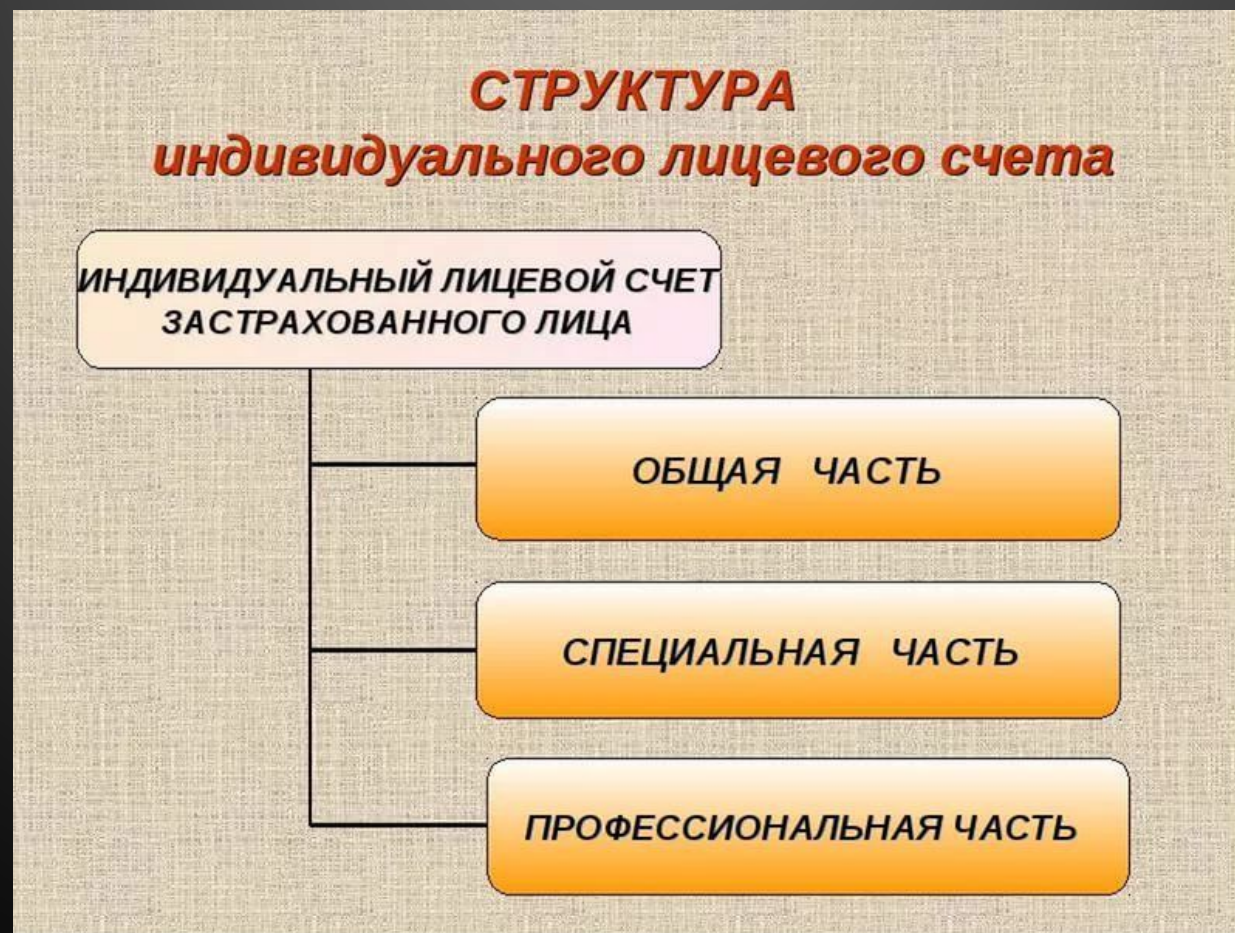 СТРУКТУРА
индивидуального лицевого счета
ИНДИВИДУАЛЬНЫЙ ЛИЦЕВОЙ СЧЕТ
ЗАСТРАХОВАННОГО ЛИЦА
ОБЩАЯ ЧАСТЬ
СПЕЦИАЛЬНАЯ ЧАСТЬ
ПРОФЕССИОНАЛЬНАЯ ЧАСТЬ